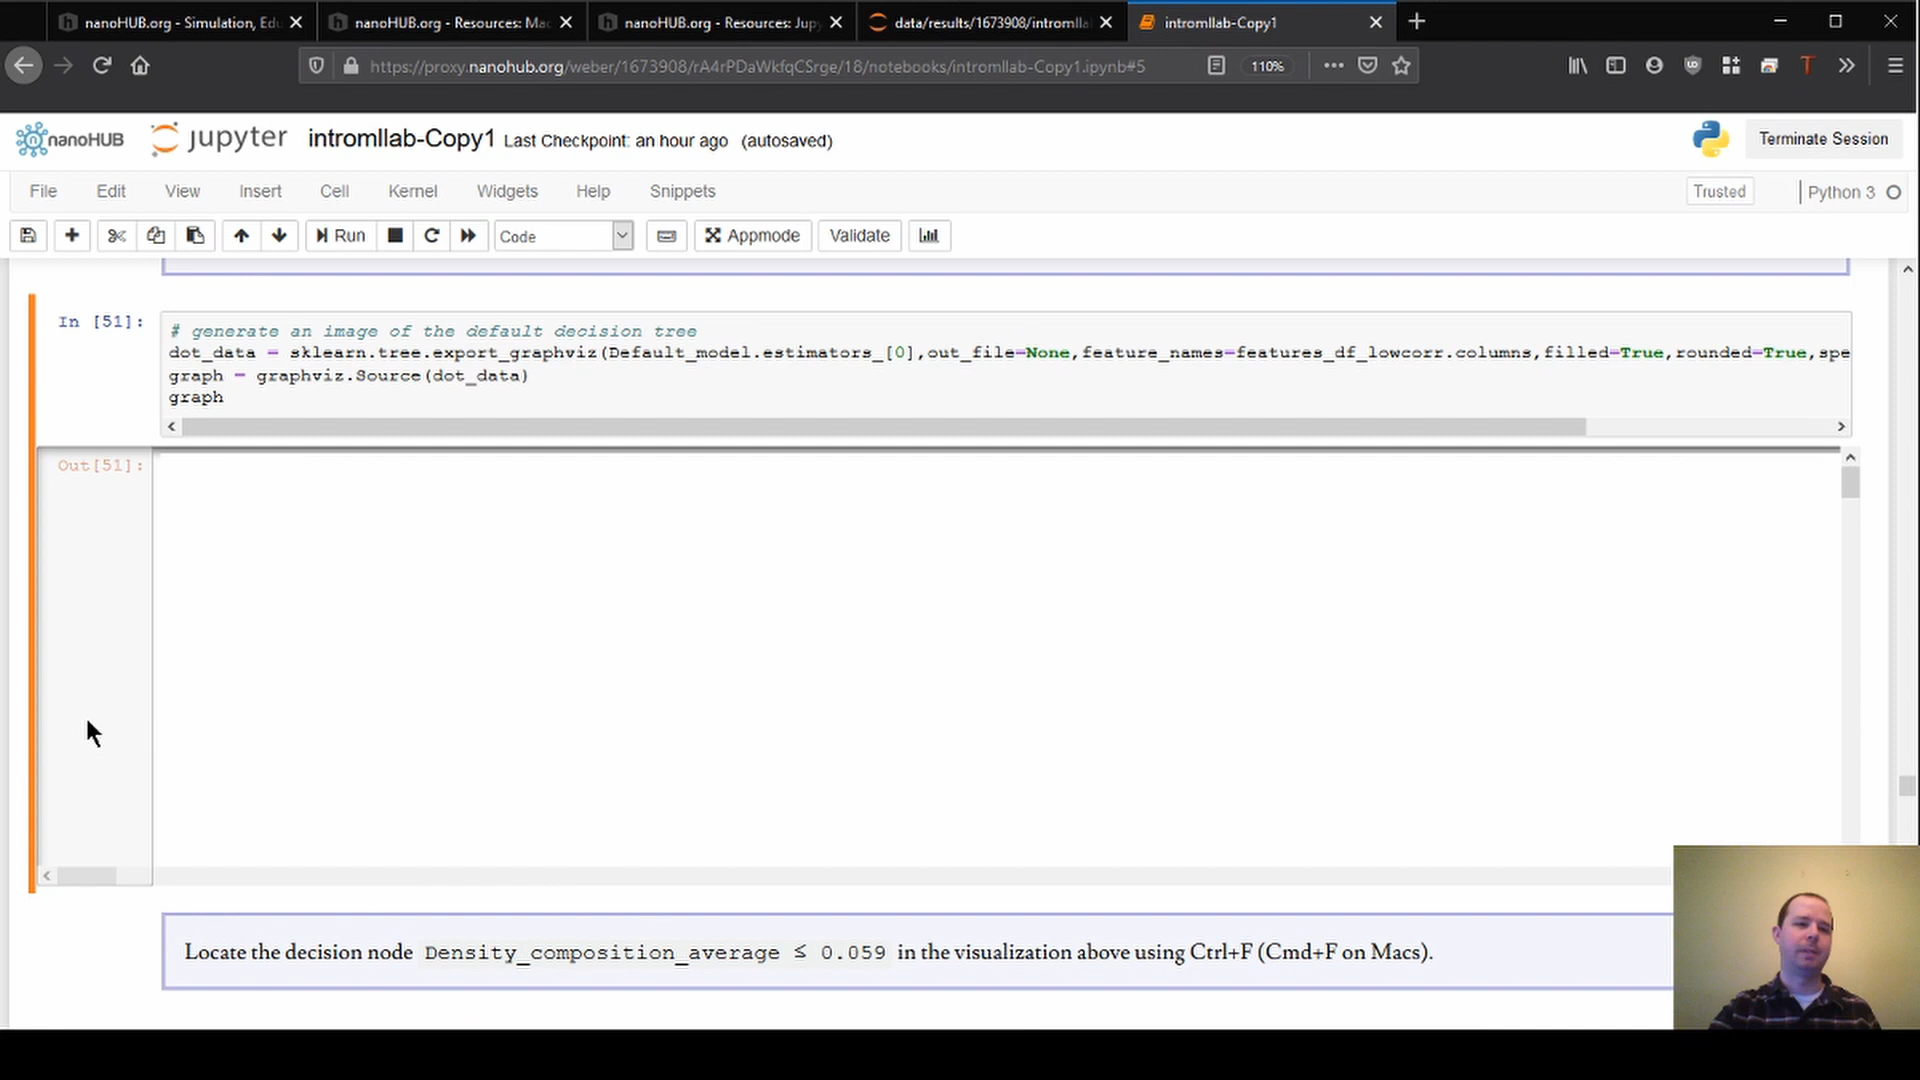 nanoHUB.org - Simulation, Edu
nanoHUB.org - Resources: Mac
nanoHUB.org - Resources: Jup
data/results/1673908/intromllab
intromllab-Copy1
https://proxy.nanohub.org/weber/1673908/rA4rPDaWkfqCSrge/18/notebooks/intromllab-Copy1.ipynb#5
110%
nanoHUB
jupyter
intromllab-Copy1 Last Checkpoint: an hour ago (autosaved)
Terminate Session
File Edit View Insert Cell Kernel Widgets Help Snippets
Trusted
Python 3
Run
Code
Appmode
Validate
In [51]:
# generate an image of the default decision tree
dot_data = sklearn.tree.export_graphviz(Default_model.estimators_[0],out_file=None,feature_names=features_df_lowcorr.columns,filled=True,rounded=True,spe
graph = graphviz.Source(dot_data)
graph
Out[51]:
Locate the decision node Density_composition_average ≤ 0.059 in the visualization above using Ctrl+F (Cmd+F on Macs).